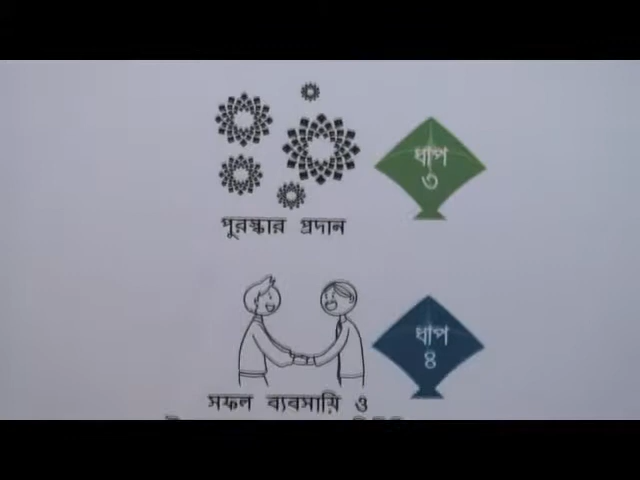 ধাপ
৩
পুরস্কার প্রদান
ধাপ
৪
সফল ব্যবসায়ি ও